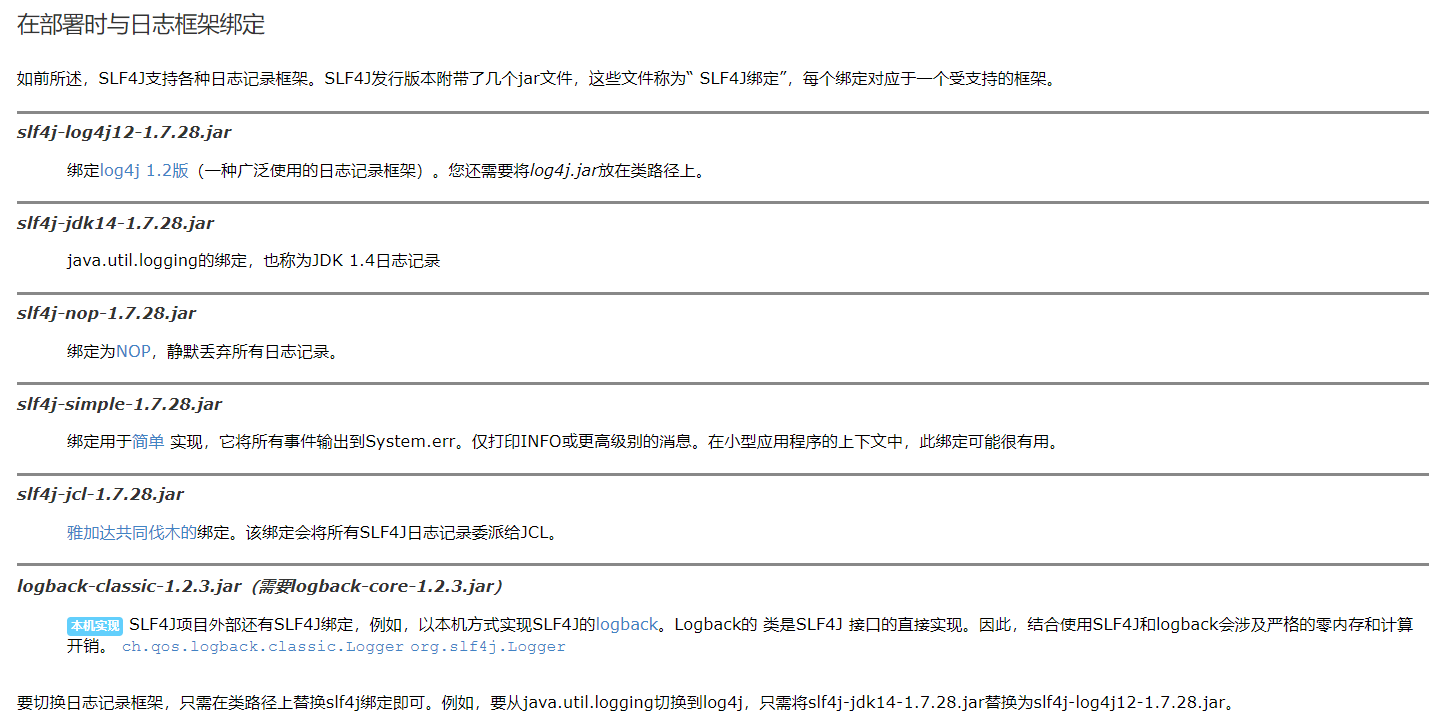 在部署时与日志框架绑定
如前所述，SLF4J支持各种日志记录框架。SLF4J发行版本附带了几个jar文件，这些文件称为“ SLF4J绑定”，每个绑定对应于一个受支持的框架。
slf4j-log4j12-1.7.28.jar
绑定log4j 1.2版（一种广泛使用的日志记录框架）。您还需要将log4j.jar放在类路径上。
slf4j-jdk14-1.7.28.jar
java.util.logging的绑定，也称为JDK 1.4日志记录
slf4j-nop-1.7.28.jar
绑定为NOP，静默丢弃所有日志记录。
slf4j-simple-1.7.28.jar
绑定用于简单 实现，它将所有事件输出到System.err。仅打印INFO或更高级别的消息。在小型应用程序的上下文中，此绑定可能很有用。
slf4j-jcl-1.7.28.jar
雅加达共同伐木的绑定。该绑定会将所有SLF4J日志记录委派给JCL。
logback-classic-1.2.3.jar（需要logback-core-1.2.3.jar）
本机实现 SLF4J项目外部还有SLF4J绑定，例如，以本机方式实现SLF4J的logback。Logback的 类是SLF4J 接口的直接实现。因此，结合使用SLF4J和logback会涉及严格的零内存和计算
开销。 ch.qos.logback.classic.Logger org.slf4j.Logger
要切换日志记录框架，只需在类路径上替换slf4j绑定即可。例如，要从java.util.logging切换到log4j，只需将slf4j-jdk14-1.7.28.jar替换为slf4j-log4j12-1.7.28.jar。